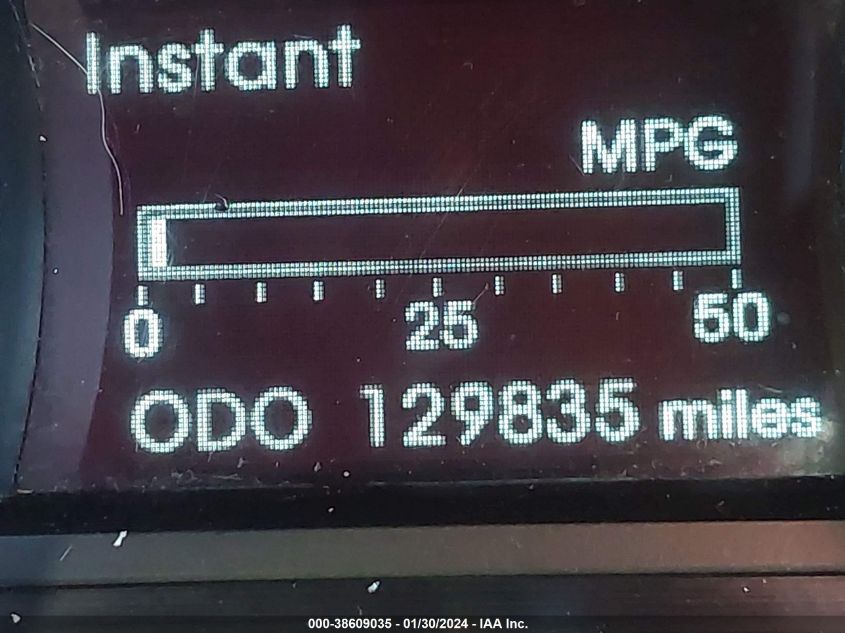 Instant
MPG
0 25 50
ODO 129835 miles
000-38609035 - 01/30/2024 - IAA Inc.